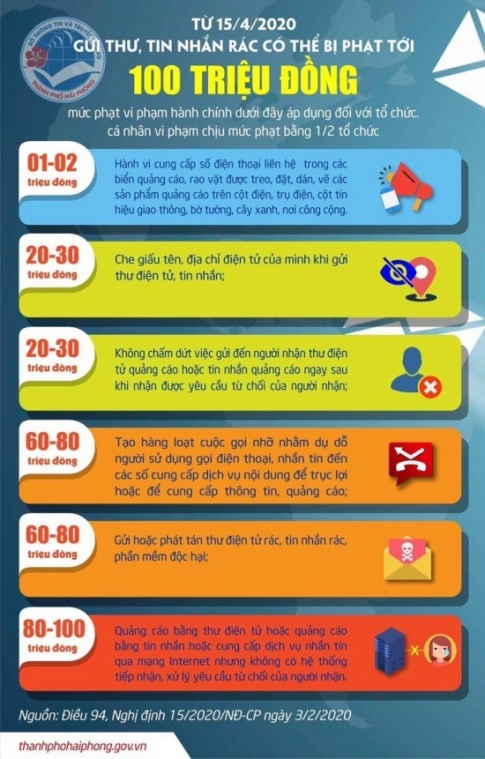 TỪ 15/4/2020
GỬI THƯ, TIN NHẮN RÁC CÓ THỂ BỊ PHẠT TỚI
100 TRIỆU ĐỒNG
SỞ THÔNG TIN VÀ TRUYỀN THÔNG
THÀNH PHỐ HẢI PHÒNG
mức phạt vi phạm hành chính dưới đây áp dụng đối với tổ chức.
cá nhân vi phạm chịu mức phạt bằng 1/2 tổ chức
01-02
triệu đồng
Hành vi cung cấp số điện thoại liên hệ trong các
biển quảng cáo, rao vặt được treo, đặt, dán, vẽ các
sản phẩm quảng cáo trên cột điện, trụ điện, cột tín
hiệu giao thông, bờ tường, cây xanh, nơi công cộng.
20-30
triệu đồng
Che giấu tên, địa chỉ điện tử của mình khi gửi
thư điện tử, tin nhắn;
20-30
triệu đồng
Không chấm dứt việc gửi đến người nhận thư điện
tử quảng cáo hoặc tin nhắn quảng cáo ngay sau
khi nhận được yêu cầu từ chối của người nhận;
60-80
triệu đồng
Tạo hàng loạt cuộc gọi nhỡ nhằm dụ dỗ
người sử dụng gọi điện thoại, nhắn tin đến
các số cung cấp dịch vụ nội dung để trục lợi
hoặc để cung cấp thông tin, quảng cáo;
60-80
triệu đồng
Gửi hoặc phát tán thư điện tử rác, tin nhắn rác,
phần mềm độc hại;
80-100
triệu đồng
Quảng cáo bằng thư điện tử hoặc quảng cáo
bằng tin nhắn hoặc cung cấp dịch vụ nhắn tin
qua mạng Internet nhưng không có hệ thống
tiếp nhận, xử lý yêu cầu từ chối của người nhận.
Nguồn: Điều 94, Nghị định 15/2020/NĐ-CP ngày 3/2/2020
thanhphohaiphong.gov.vn